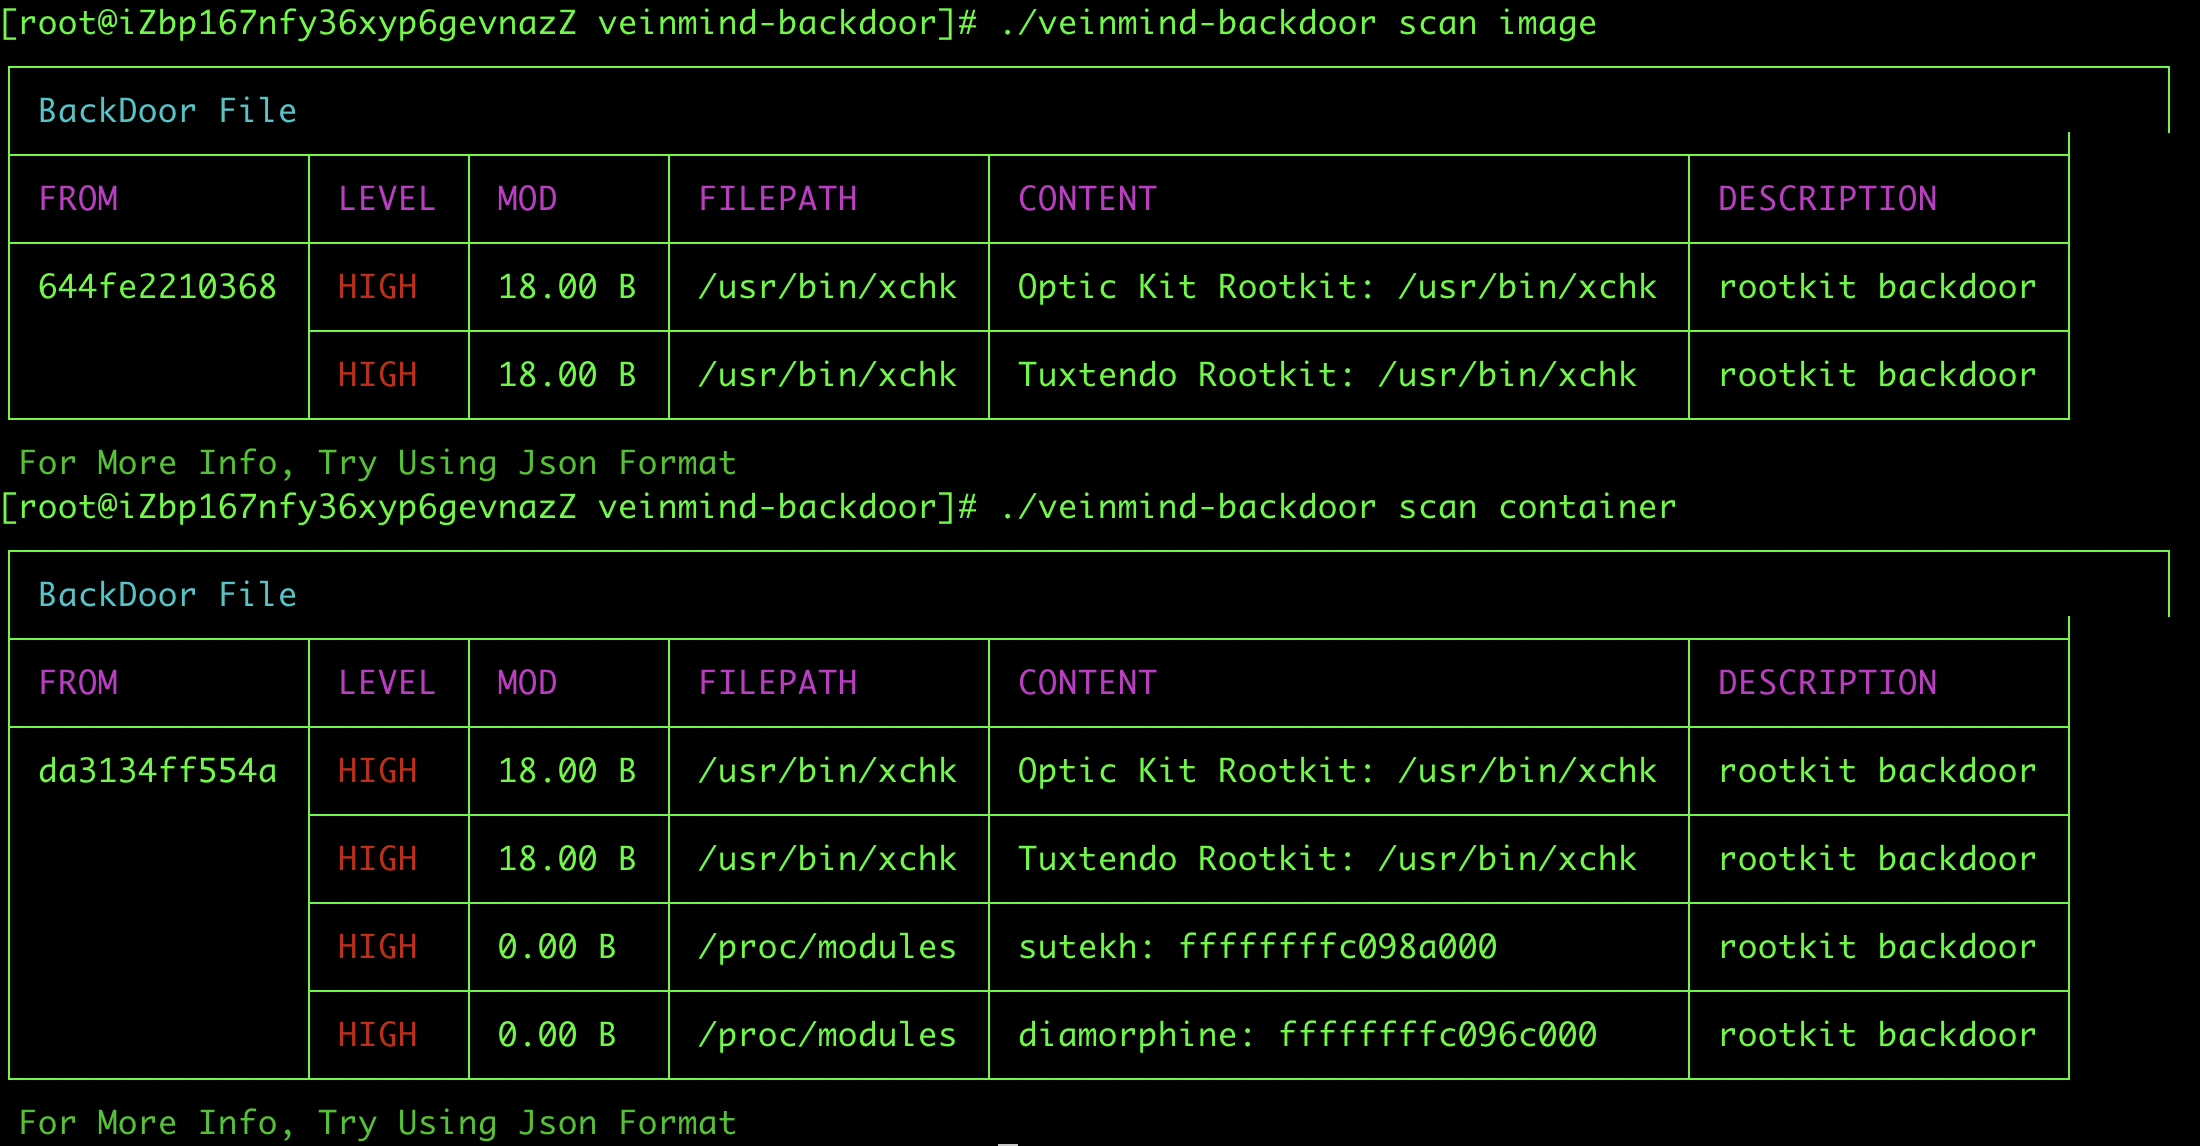 [root@iZbp167nfy36xyp6gevnazZ veinmind-backdoor]# ./veinmind-backdoor scan image
BackDoor File
FROM LEVEL MOD FILEPATH CONTENT DESCRIPTION
644fe2210368 HIGH 18.00 B /usr/bin/xchk Optic Kit Rootkit: /usr/bin/xchk rootkit backdoor
HIGH 18.00 B /usr/bin/xchk Tuxtendo Rootkit: /usr/bin/xchk rootkit backdoor
For More Info, Try Using Json Format
[root@iZbp167nfy36xyp6gevnazZ veinmind-backdoor]# ./veinmind-backdoor scan container
BackDoor File
FROM LEVEL MOD FILEPATH CONTENT DESCRIPTION
da3134ff554a HIGH 18.00 B /usr/bin/xchk Optic Kit Rootkit: /usr/bin/xchk rootkit backdoor
HIGH 18.00 B /usr/bin/xchk Tuxtendo Rootkit: /usr/bin/xchk rootkit backdoor
HIGH 0.00 B /proc/modules sutekh: ffffffffc098a000 rootkit backdoor
HIGH 0.00 B /proc/modules diamorphine: ffffffffc096c000 rootkit backdoor
For More Info, Try Using Json Format